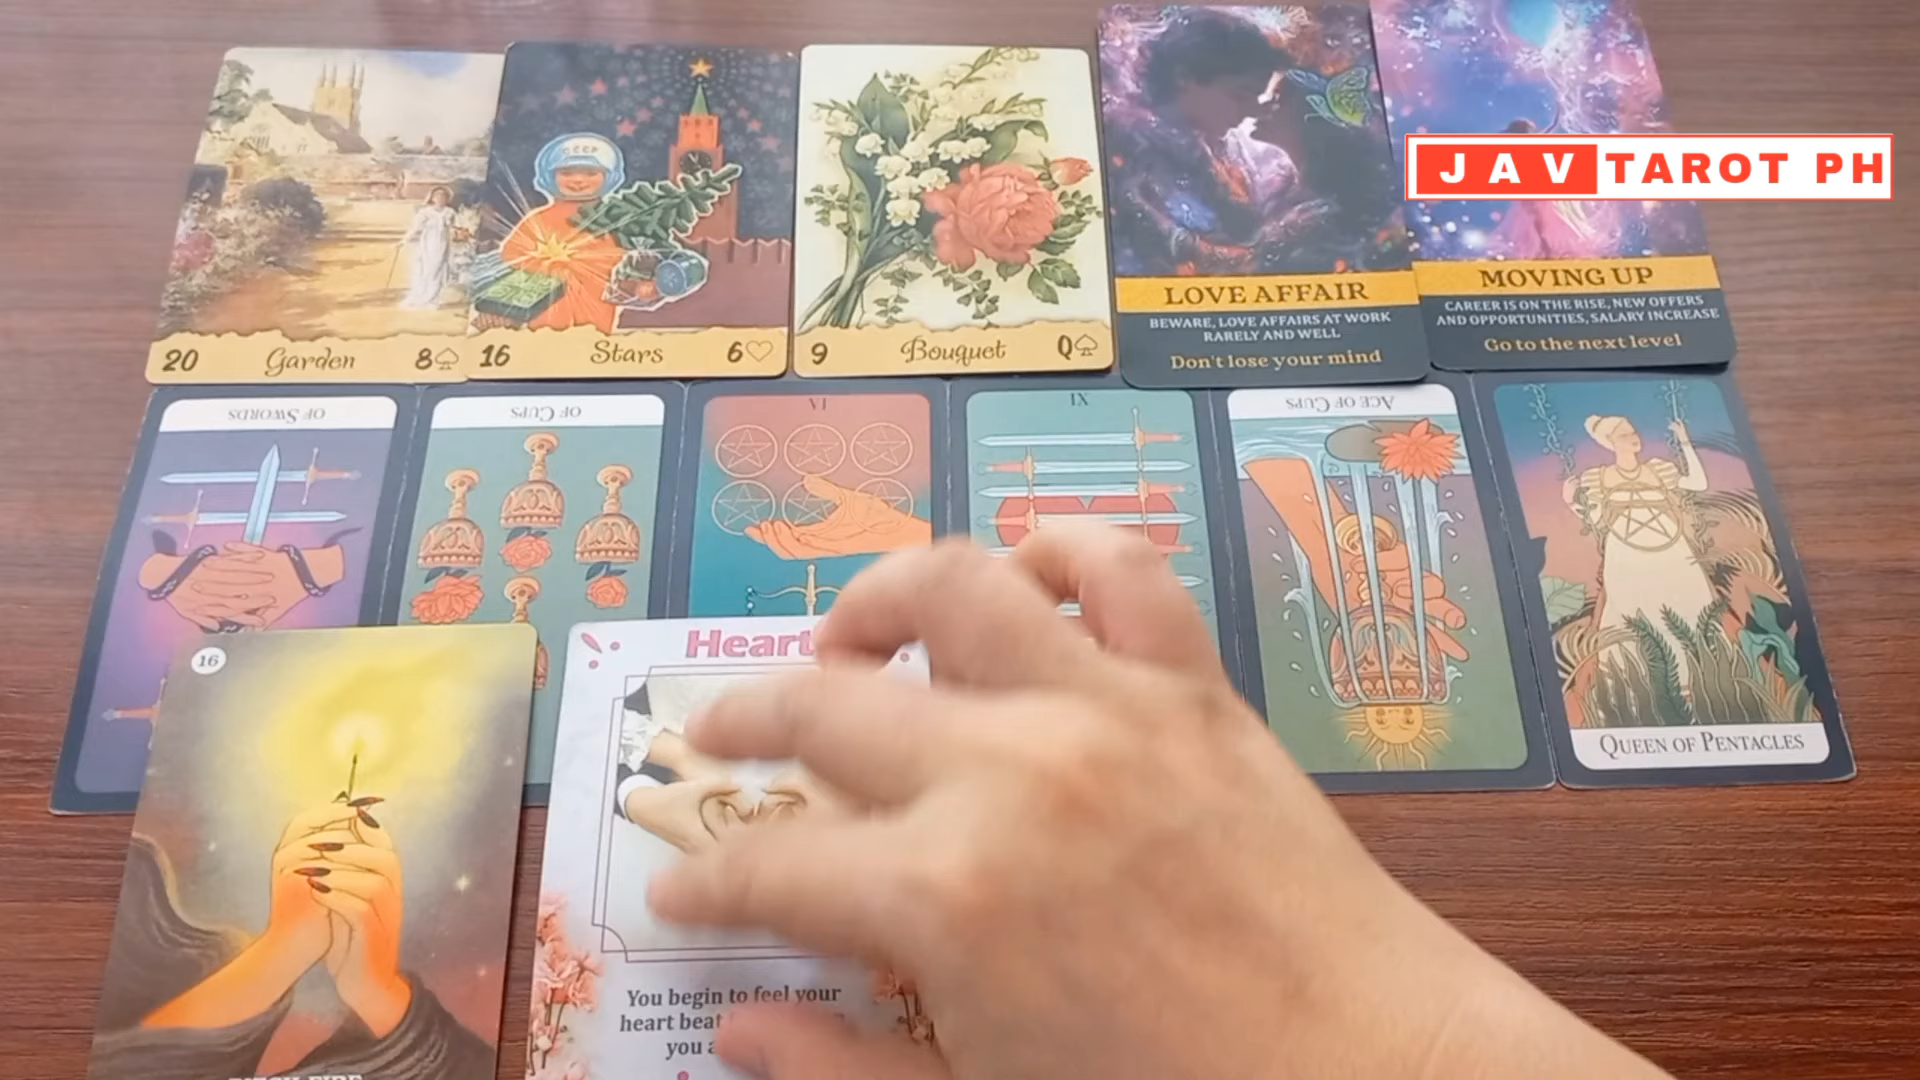 20 Garden 8
16 Stars 6
9 Bouquet Q
LOVE AFFAIR
BEWARE, LOVE AFFAIRS AT WORK
RARELY AND WELL
Don't lose your mind
MOVING UP
CAREER IS ON THE RISE, NEW OFFERS
AND OPPORTUNITIES, SALARY INCREASE
Go to the next level
JAV TAROT PH
CCCP
OF SWORDS
OF CUPS
VI
IX
ACE OF CUPS
QUEEN OF PENTACLES
16
Heart
You begin to feel your
heart beat
you